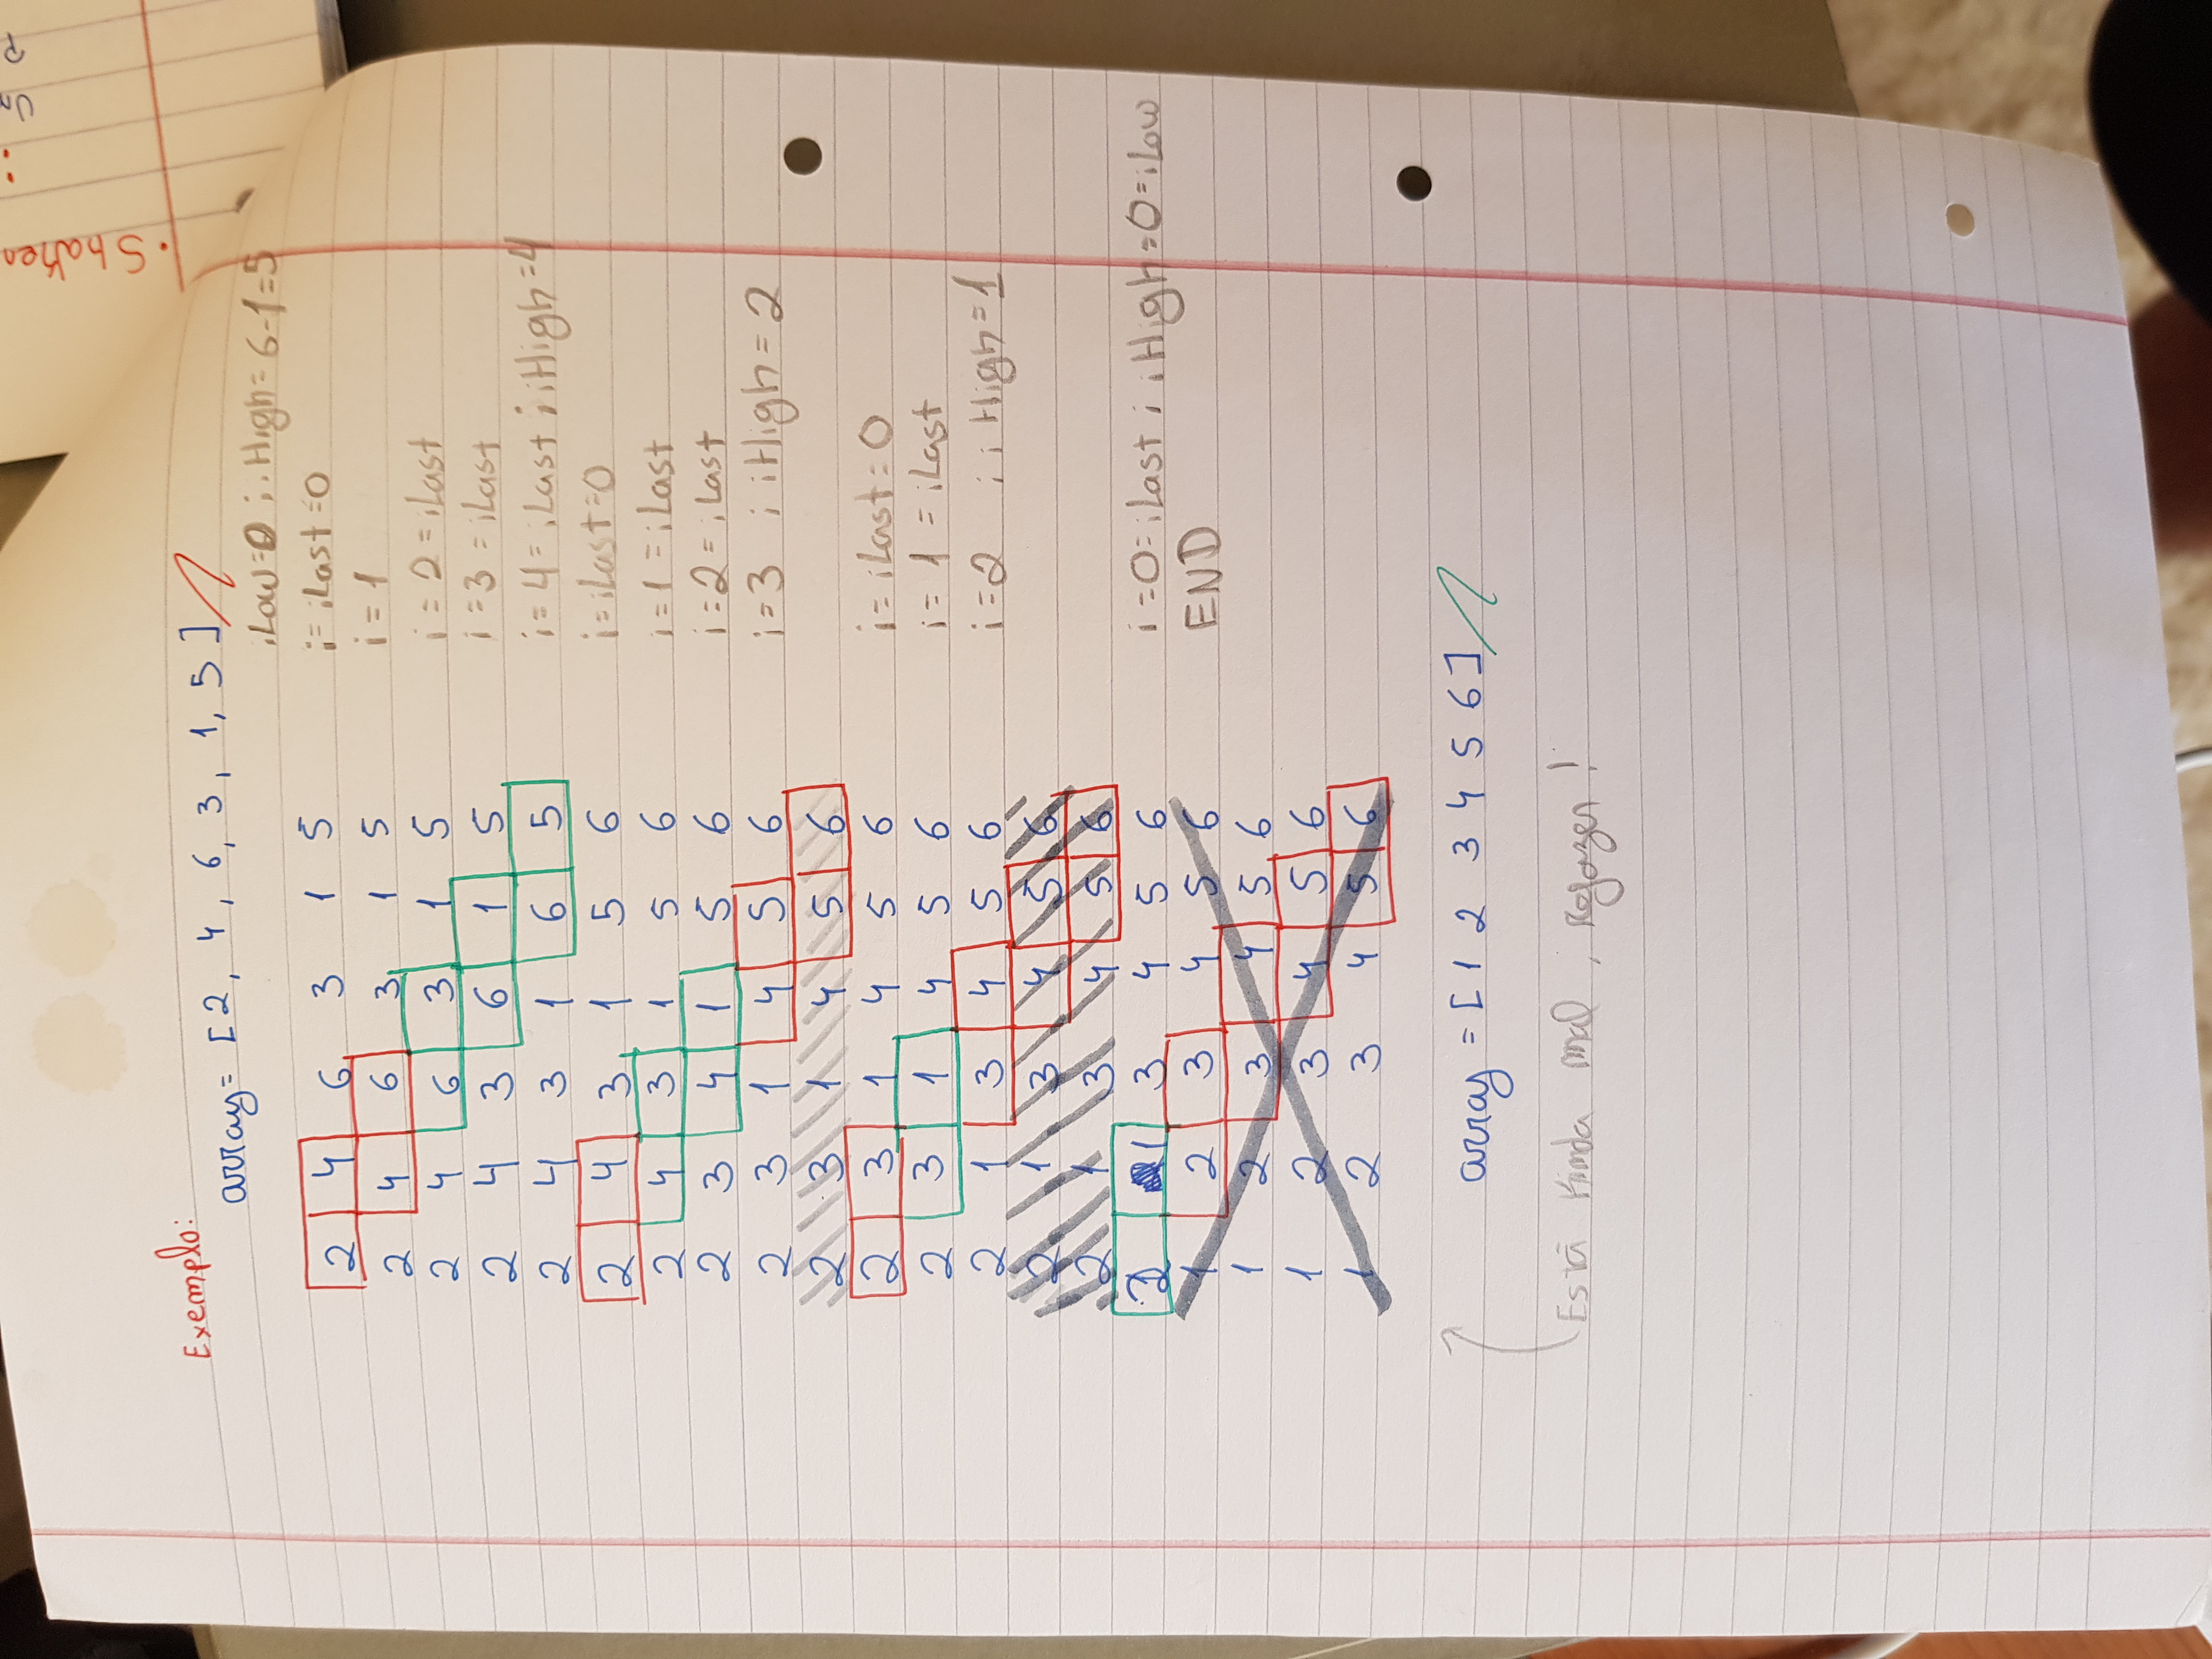 Exemplo:
array = [2, 4, 6, 3, 1, 5]
iLow=0 ; iHigh = 6-1=5
2 4 6 3 1 5 i = iLast = 0
2 4 6 3 1 5 i = 1
2 4 6 3 1 5 i = 2 = iLast
2 4 3 6 1 5 i = 3 = iLast
2 4 3 1 6 5 i = 4 = iLast ; iHigh = 4
2 4 3 1 5 6 i = iLast = 0
2 4 3 1 5 6 i = 1 = iLast
2 3 4 1 5 6 i = 2 = iLast
2 3 1 4 5 6 i = 3 ; iHigh = 2
2 3 1 4 5 6
2 3 1 4 5 6 i = iLast = 0
2 3 1 4 5 6 i = 1 = iLast
2 1 3 4 5 6 i = 2 ; iHigh = 1
2 1 3 4 5 6
2 1 3 4 5 6
2 1 3 4 5 6 i = 0 = iLast ; iHigh = 0 = iLow
1 2 3 4 5 6 END
1 2 3 4 5 6
1 2 3 4 5 6
1 2 3 4 5 6
array = [1 2 3 4 5 6]
Está Kinda mal, Refazer!
. Shaker